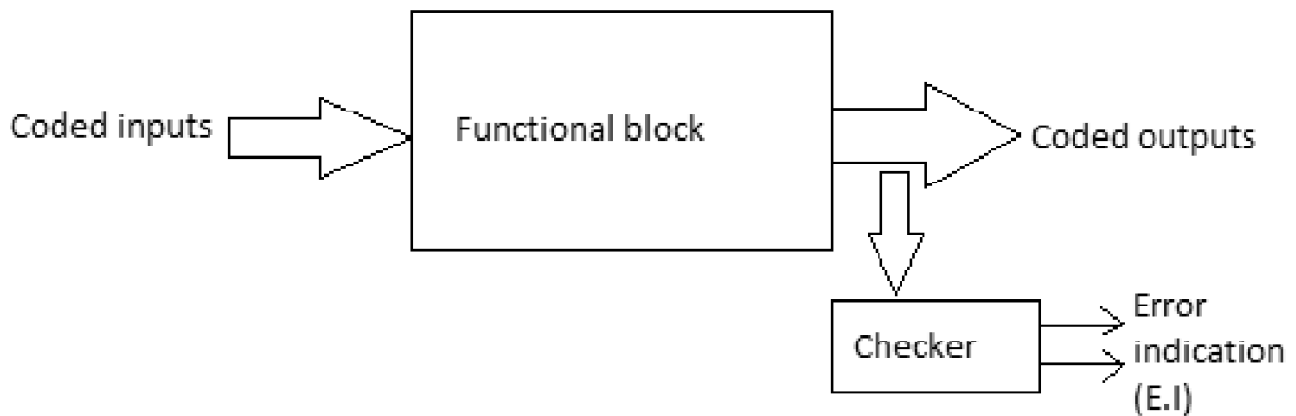 Coded inputs
Functional block
Coded outputs
Checker
Error
indication
(E.I)